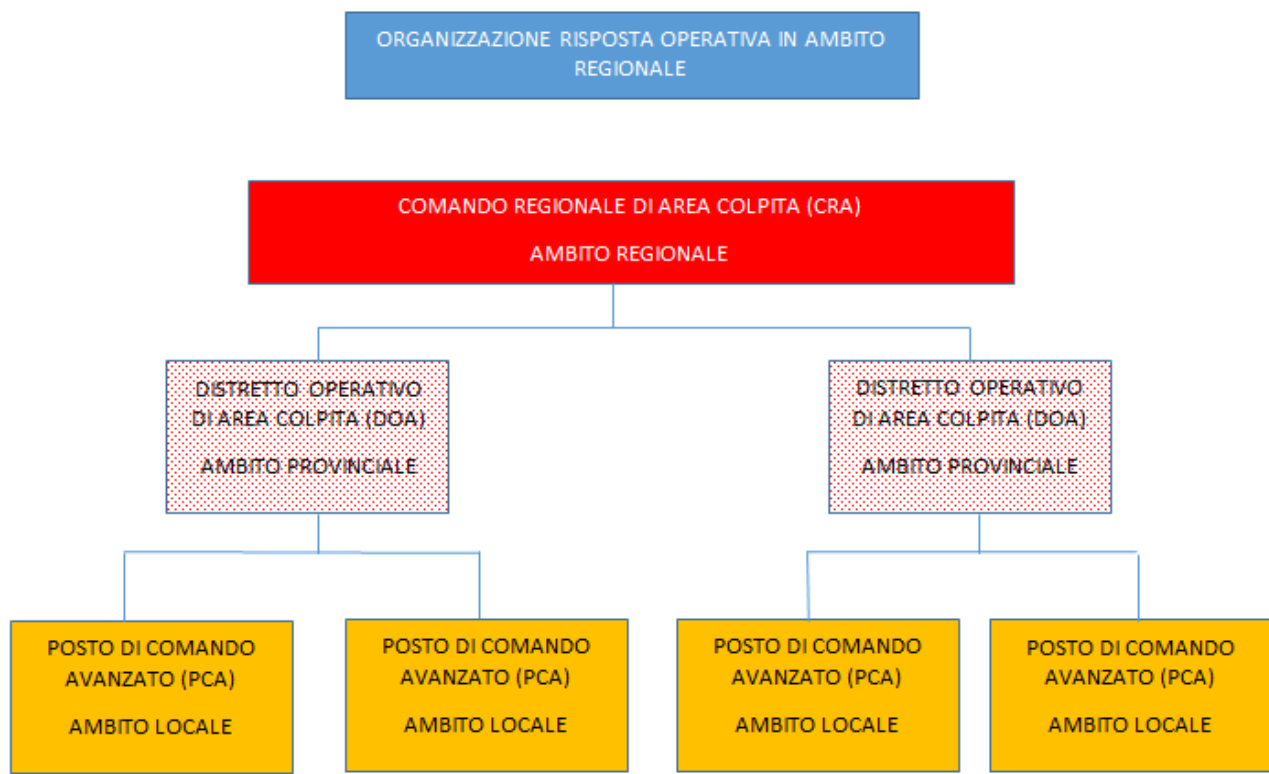 ORGANIZZAZIONE RISPOSTA OPERATIVA IN AMBITO
REGIONALE
COMANDO REGIONALE DI AREA COLPITA (CRA)
AMBITO REGIONALE
DISTRETTO OPERATIVO
DI AREA COLPITA (DOA)
AMBITO PROVINCIALE
DISTRETTO OPERATIVO
DI AREA COLPITA (DOA)
AMBITO PROVINCIALE
POSTO DI COMANDO
AVANZATO (PCA)
AMBITO LOCALE
POSTO DI COMANDO
AVANZATO (PCA)
AMBITO LOCALE
POSTO DI COMANDO
AVANZATO (PCA)
AMBITO LOCALE
POSTO DI COMANDO
AVANZATO (PCA)
AMBITO LOCALE